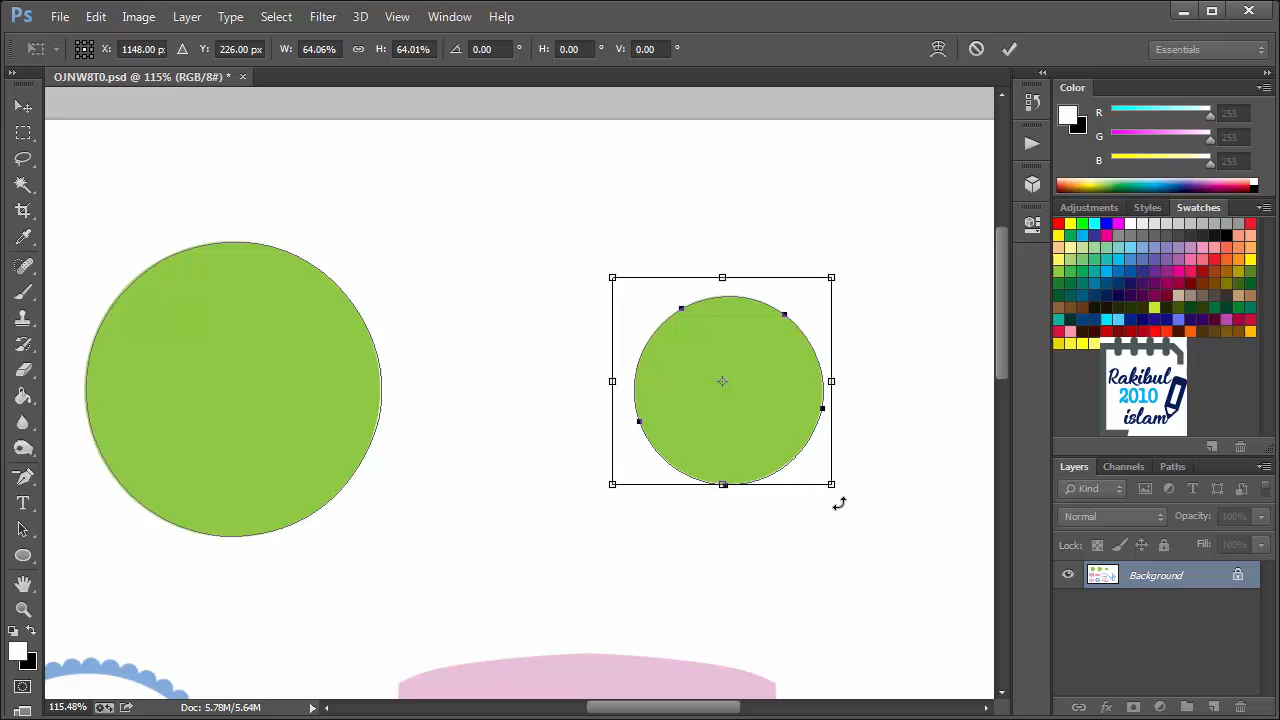 Ps File Edit Image Layer Type Select Filter 3D View Window Help
X: 1148.00 p: Y: 226.00 px W: 64.06% H: 64.01% 0.00 ° H: 0.00 ° V: 0.00 °
Essentials
OJNW8T0.psd @ 115% (RGB/8#) * ×
Color
R 255
G 255
B 255
Adjustments Styles Swatches
Rakibul
2010
islam
Layers Channels Paths
Kind
Normal Opacity: 100%
Lock: Fill: 100%
Background
T
115.48% Doc: 5.78M/5.64M